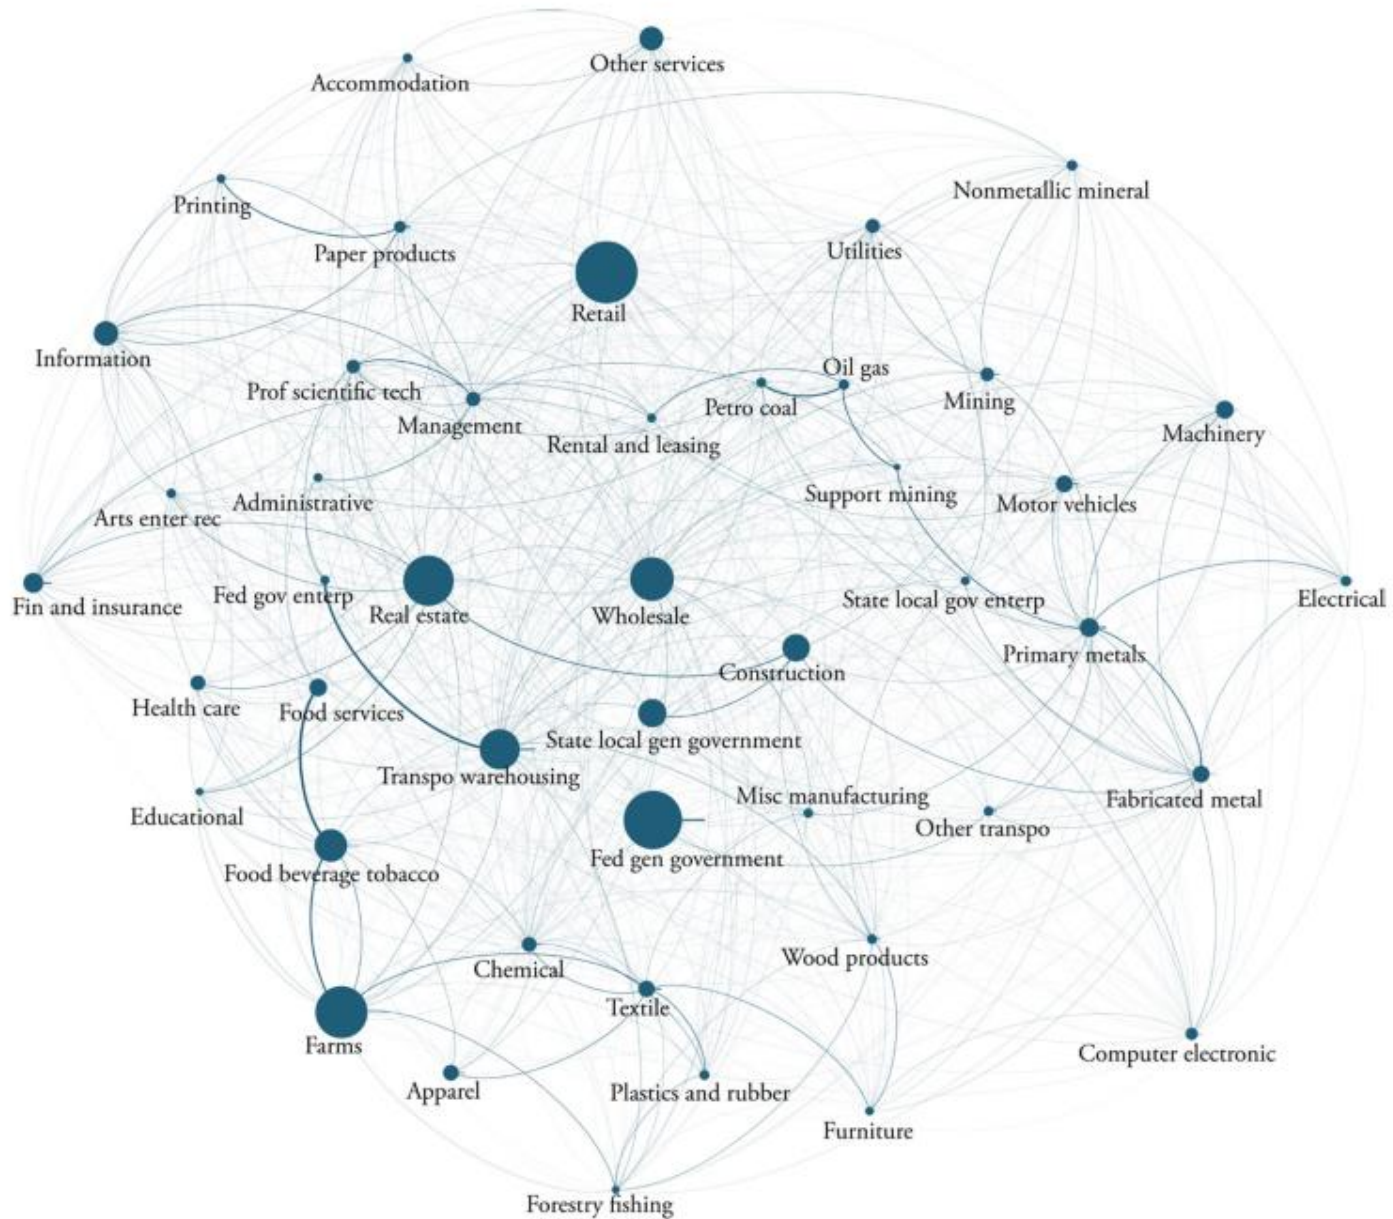 Other services
Accommodation
Nonmetallic mineral
Printing
Paper products
Utilities
Retail
Information
Prof scientific tech
Oil gas
Petro coal
Mining
Management
Rental and leasing
Machinery
Administrative
Support mining
Motor vehicles
Arts enter rec
Fed gov enterp
Real estate
Wholesale
State local gov enterp
Electrical
Fin and insurance
Primary metals
Construction
Health care
Food services
State local gen government
Transpo warehousing
Misc manufacturing
Fabricated metal
Educational
Other transpo
Fed gen government
Food beverage tobacco
Wood products
Chemical
Textile
Farms
Computer electronic
Apparel
Plastics and rubber
Furniture
Forestry fishing